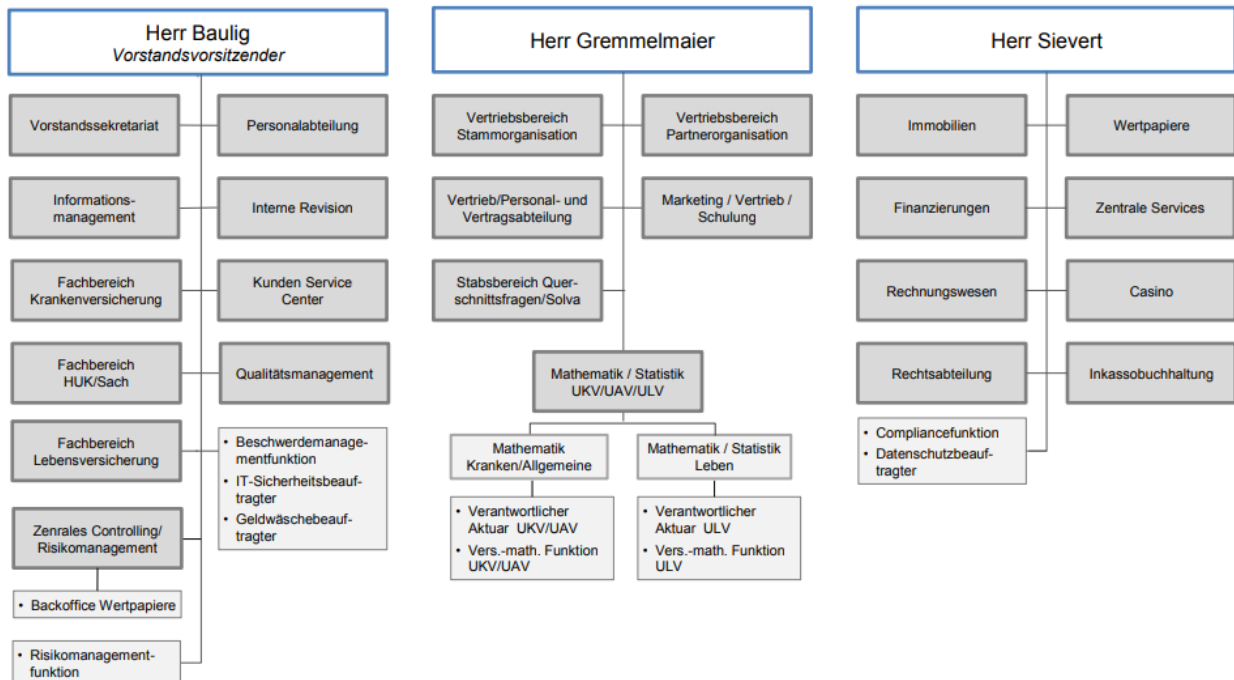 Herr Baulig
Vorstandsvorsitzender
Vorstandssekretariat
Personalabteilung
Informations-
management
Interne Revision
Fachbereich
Krankenversicherung
Kunden Service
Center
Fachbereich
HUK/Sach
Qualitätsmanagement
Fachbereich
Lebensversicherung
• Beschwerdemanage-
mentfunktion
• IT-Sicherheitsbeauf-
tragter
• Geldwäschebeauf-
tragter
Zenrales Controlling/
Risikomanagement
• Backoffice Wertpapiere
• Risikomanagement-
funktion
Herr Gremmelmaier
Vertriebsbereich
Stammorganisation
Vertriebsbereich
Partnerorganisation
Vertrieb/Personal- und
Vertragsabteilung
Marketing / Vertrieb /
Schulung
Stabsbereich Quer-
schnittsfragen/Solva
Mathematik / Statistik
UKV/UAV/ULV
Mathematik
Kranken/Allgemeine
Mathematik / Statistik
Leben
• Verantwortlicher
Aktuar UKV/UAV
• Vers.-math. Funktion
UKV/UAV
• Verantwortlicher
Aktuar ULV
• Vers.-math. Funktion
ULV
Herr Sievert
Immobilien
Wertpapiere
Finanzierungen
Zentrale Services
Rechnungswesen
Casino
Rechtsabteilung
Inkassobuchhaltung
• Compliancefunktion
• Datenschutzbeauf-
tragter